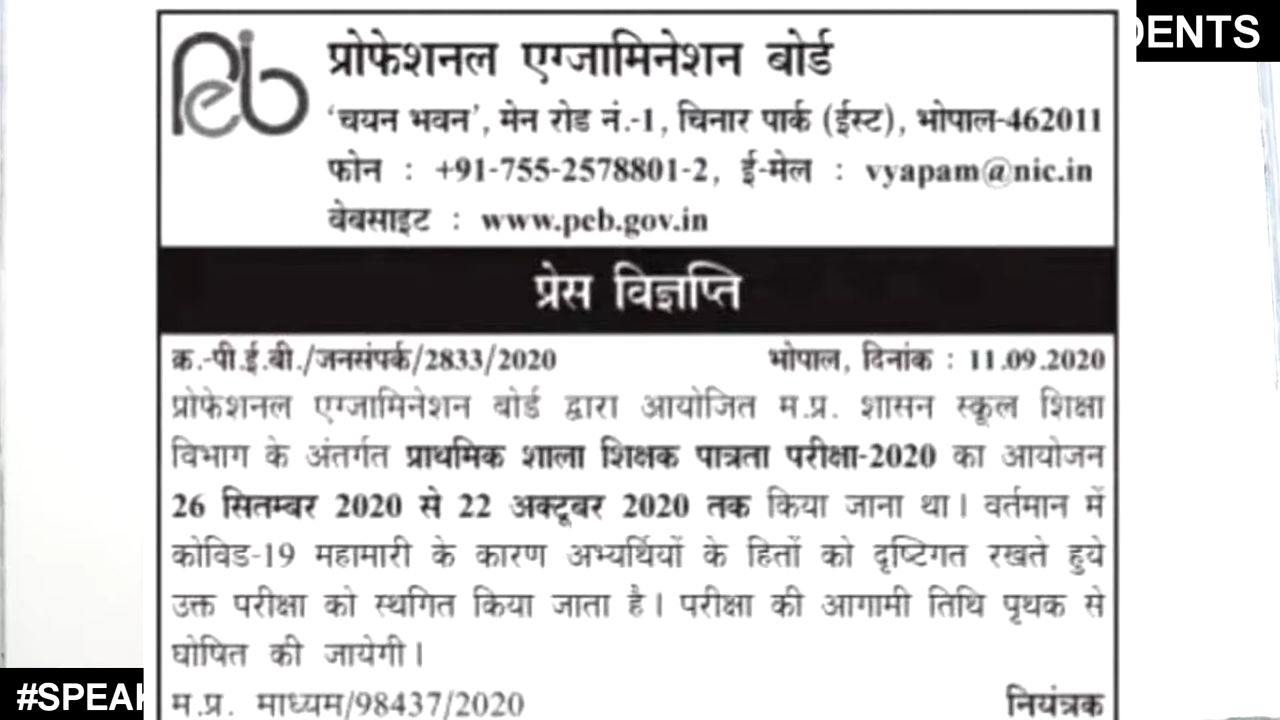 DENTS
Peb
प्रोफेशनल एग्जामिनेशन बोर्ड
'चयन भवन', मेन रोड नं.-1, चिनार पार्क (ईस्ट), भोपाल-462011
फोन : +91-755-2578801-2, ई-मेल : vyapam@nic.in
वेबसाइट : www.peb.gov.in
प्रेस विज्ञप्ति
क्र.-पी.ई.बी./जनसंपर्क/2833/2020 भोपाल, दिनांक : 11.09.2020
प्रोफेशनल एग्जामिनेशन बोर्ड द्वारा आयोजित म.प्र. शासन स्कूल शिक्षा
विभाग के अंतर्गत प्राथमिक शाला शिक्षक पात्रता परीक्षा-2020 का आयोजन
26 सितम्बर 2020 से 22 अक्टूबर 2020 तक किया जाना था। वर्तमान में
कोविड-19 महामारी के कारण अभ्यर्थियों के हितों को दृष्टिगत रखते हुये
उक्त परीक्षा को स्थगित किया जाता है। परीक्षा की आगामी तिथि पृथक से
घोषित की जायेगी।
म.प्र. माध्यम/98437/2020 नियंत्रक
#SPEAK